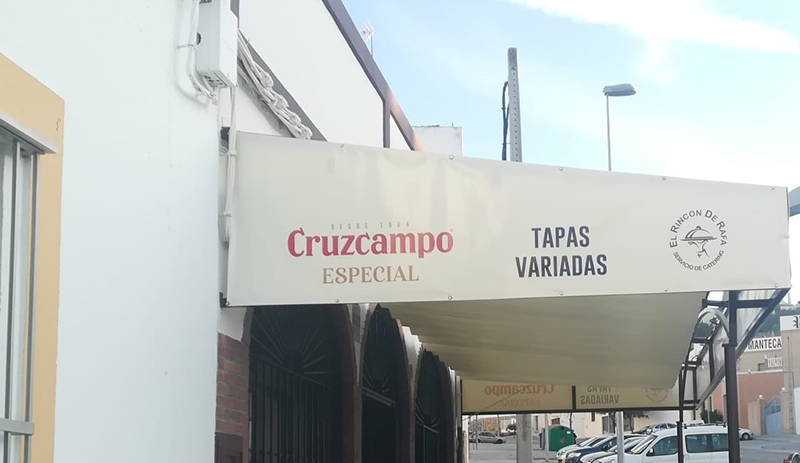 DESDE 1904
Cruzcampo
ESPECIAL
TAPAS
VARIADAS
EL RINCON DE RAFA
SERVICIO DE CATERING
MANTECA
Cruzcampo
ESPECIAL
TAPAS
VARIADAS